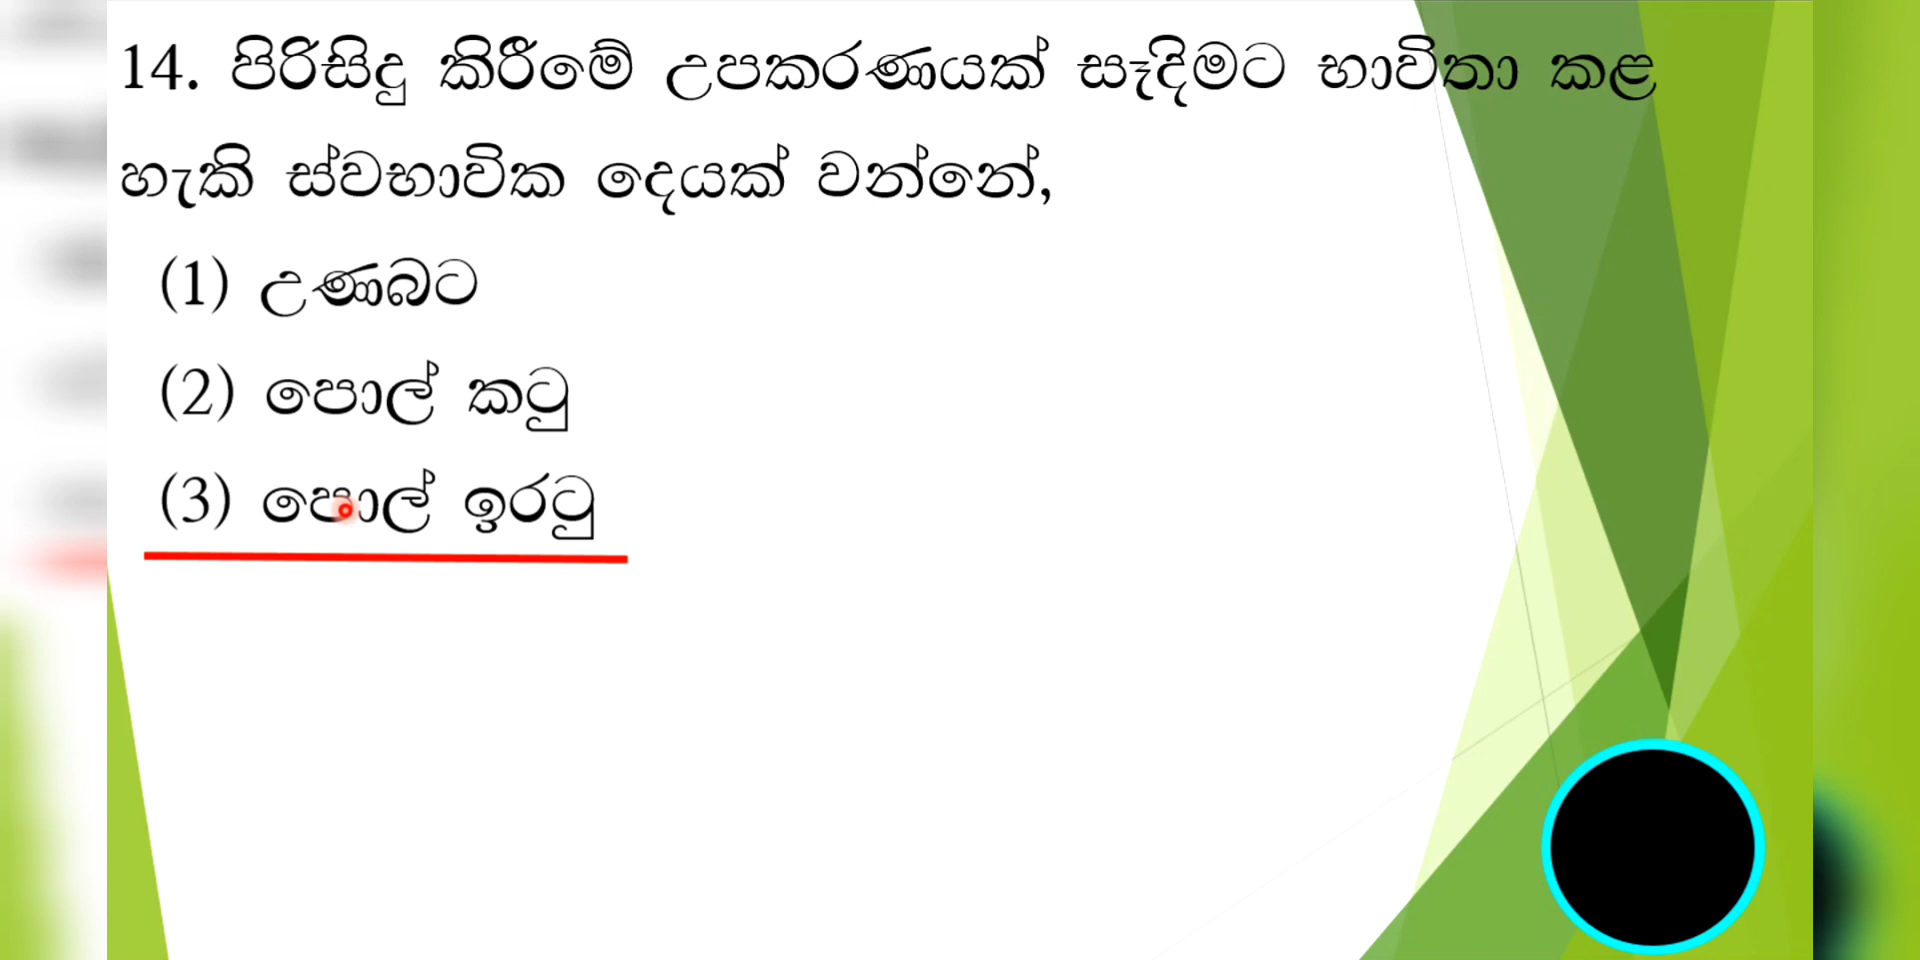 14. පිරිසිදු කිරීමේ උපකරණයක් සෑදිමට භාවිතා කළ
හැකි ස්වභාවික දෙයක් වන්නේ,
(1) උණබට
(2) පොල් කටු
(3) පොල් ඉරටු